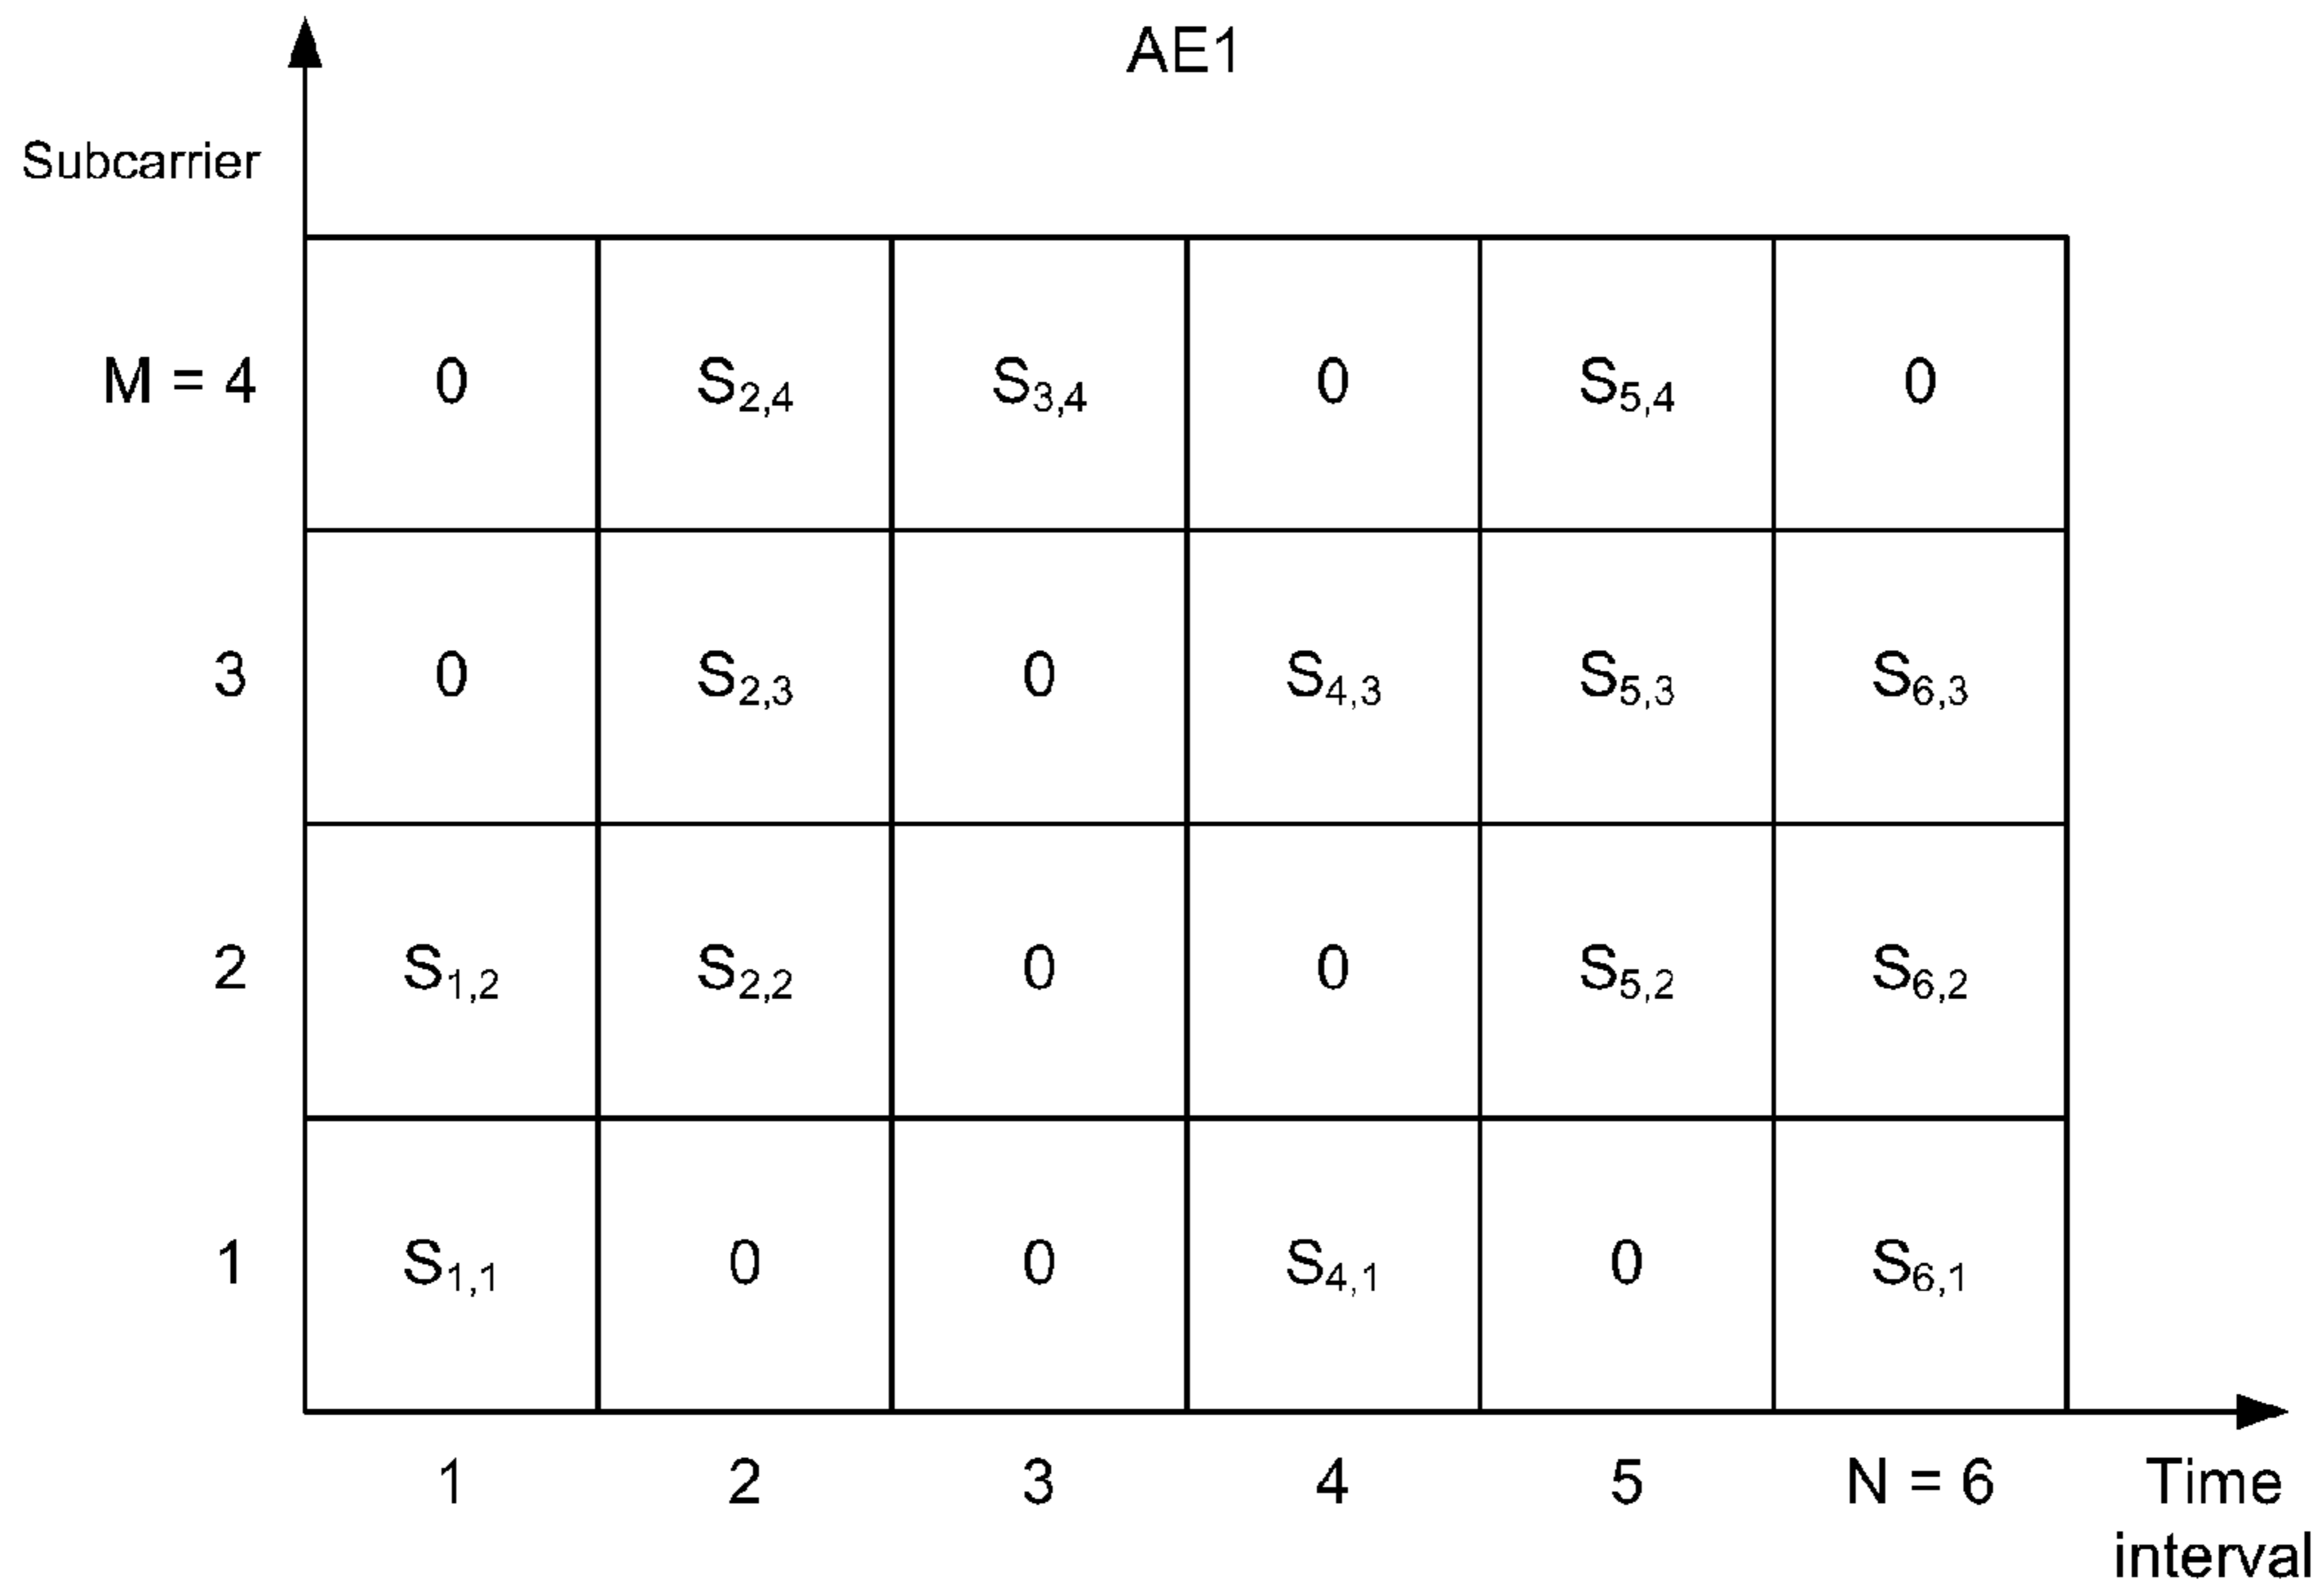 AE1
Subcarrier
M = 4 0 S2,4 S3,4 0 S5,4 0
3 0 S2,3 0 S4,3 S5,3 S6,3
2 S1,2 S2,2 0 0 S5,2 S6,2
1 S1,1 0 0 S4,1 0 S6,1
1 2 3 4 5 N = 6 Time
interval